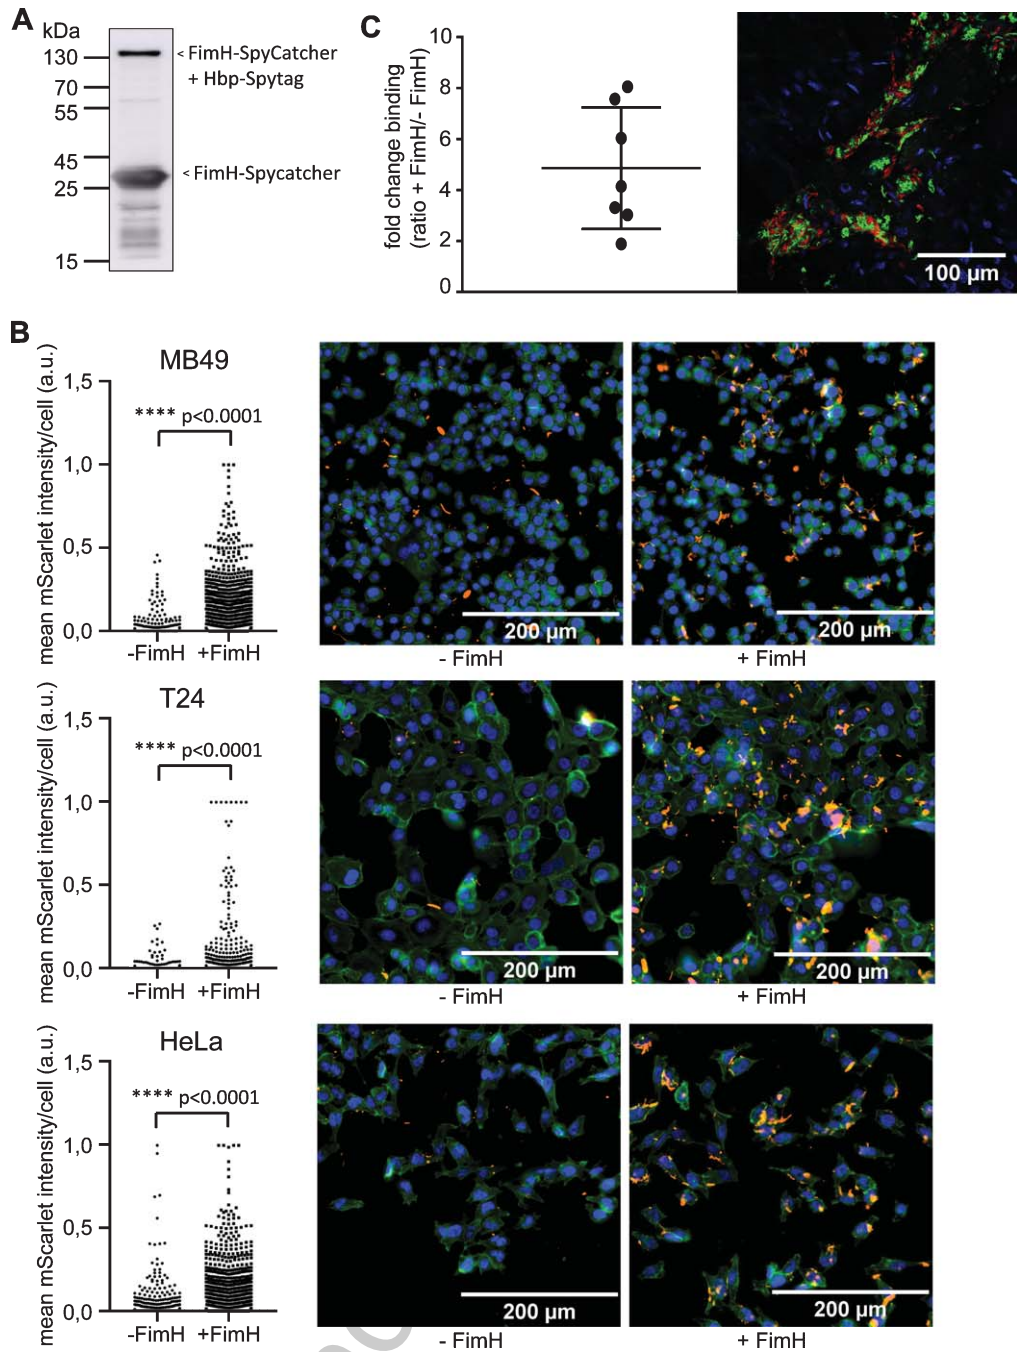 A
kDa
130
70
55
45
25
15
< FimH-SpyCatcher
+ Hbp-Spytag
< FimH-Spycatcher
C
fold change binding
(ratio + FimH/- FimH)
10
8
6
4
2
0
100 µm
B
MB49
mean mScarlet intensity/cell (a.u.)
1,5
1,0
0,5
0,0
**** p<0.0001
-FimH +FimH
200 µm
- FimH
200 µm
+ FimH
T24
mean mScarlet intensity/cell (a.u.)
1,5
1,0
0,5
0,0
**** p<0.0001
-FimH +FimH
200 µm
- FimH
200 µm
+ FimH
HeLa
mean mScarlet intensity/cell (a.u.)
1,5
1,0
0,5
0,0
**** p<0.0001
-FimH +FimH
200 µm
- FimH
200 µm
+ FimH